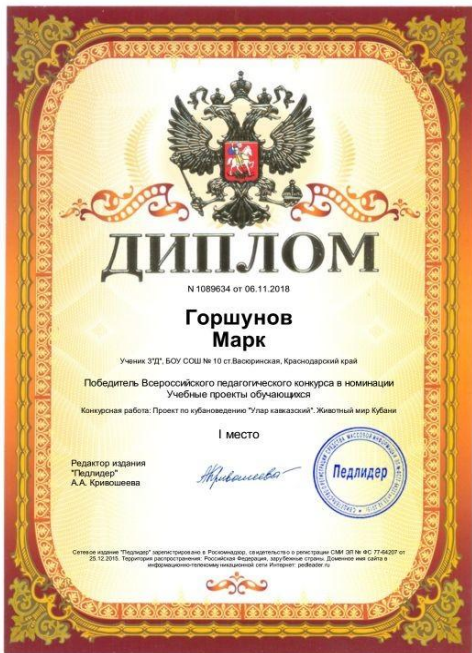 ДИПЛОМ
N 1089634 от 06.11.2018
Горшунов
Марк
Ученик 3"Д", БОУ СОШ № 10 ст.Васюринская, Краснодарский край
Победитель Всероссийского педагогического конкурса в номинации
Учебные проекты обучающихся
Конкурсная работа: Проект по кубановедению "Улар кавказский". Животный мир Кубани
I место
Редактор издания
"Педлидер"
А.А. Кривошеева
Педлидер
Сетевое издание "Педлидер" зарегистрировано в Роскомнадзор, свидетельство о регистрации СМИ ЭЛ № ФС 77-64207 от
25.12.2015. Территория распространения: Российская Федерация, зарубежные страны. Доменное имя сайта в
информационно-телекоммуникационной сети Интернет: pedleader.ru